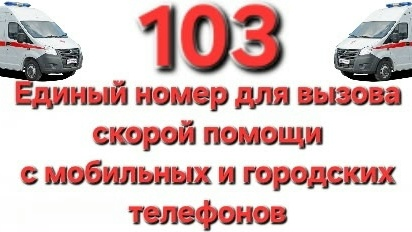 103
Единый номер для вызова
скорой помощи
с мобильных и городских
телефонов